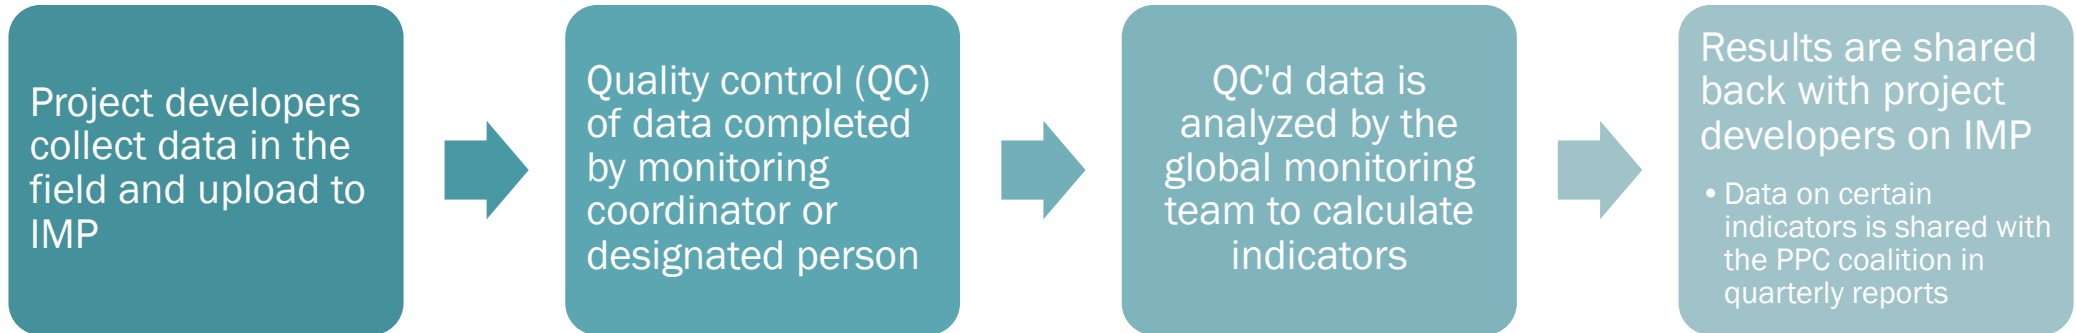 Project developers
collect data in the
field and upload to
IMP
Quality control (QC)
of data completed
by monitoring
coordinator or
designated person
QC'd data is
analyzed by the
global monitoring
team to calculate
indicators
Results are shared
back with project
developers on IMP
• Data on certain
indicators is shared with
the PPC coalition in
quarterly reports